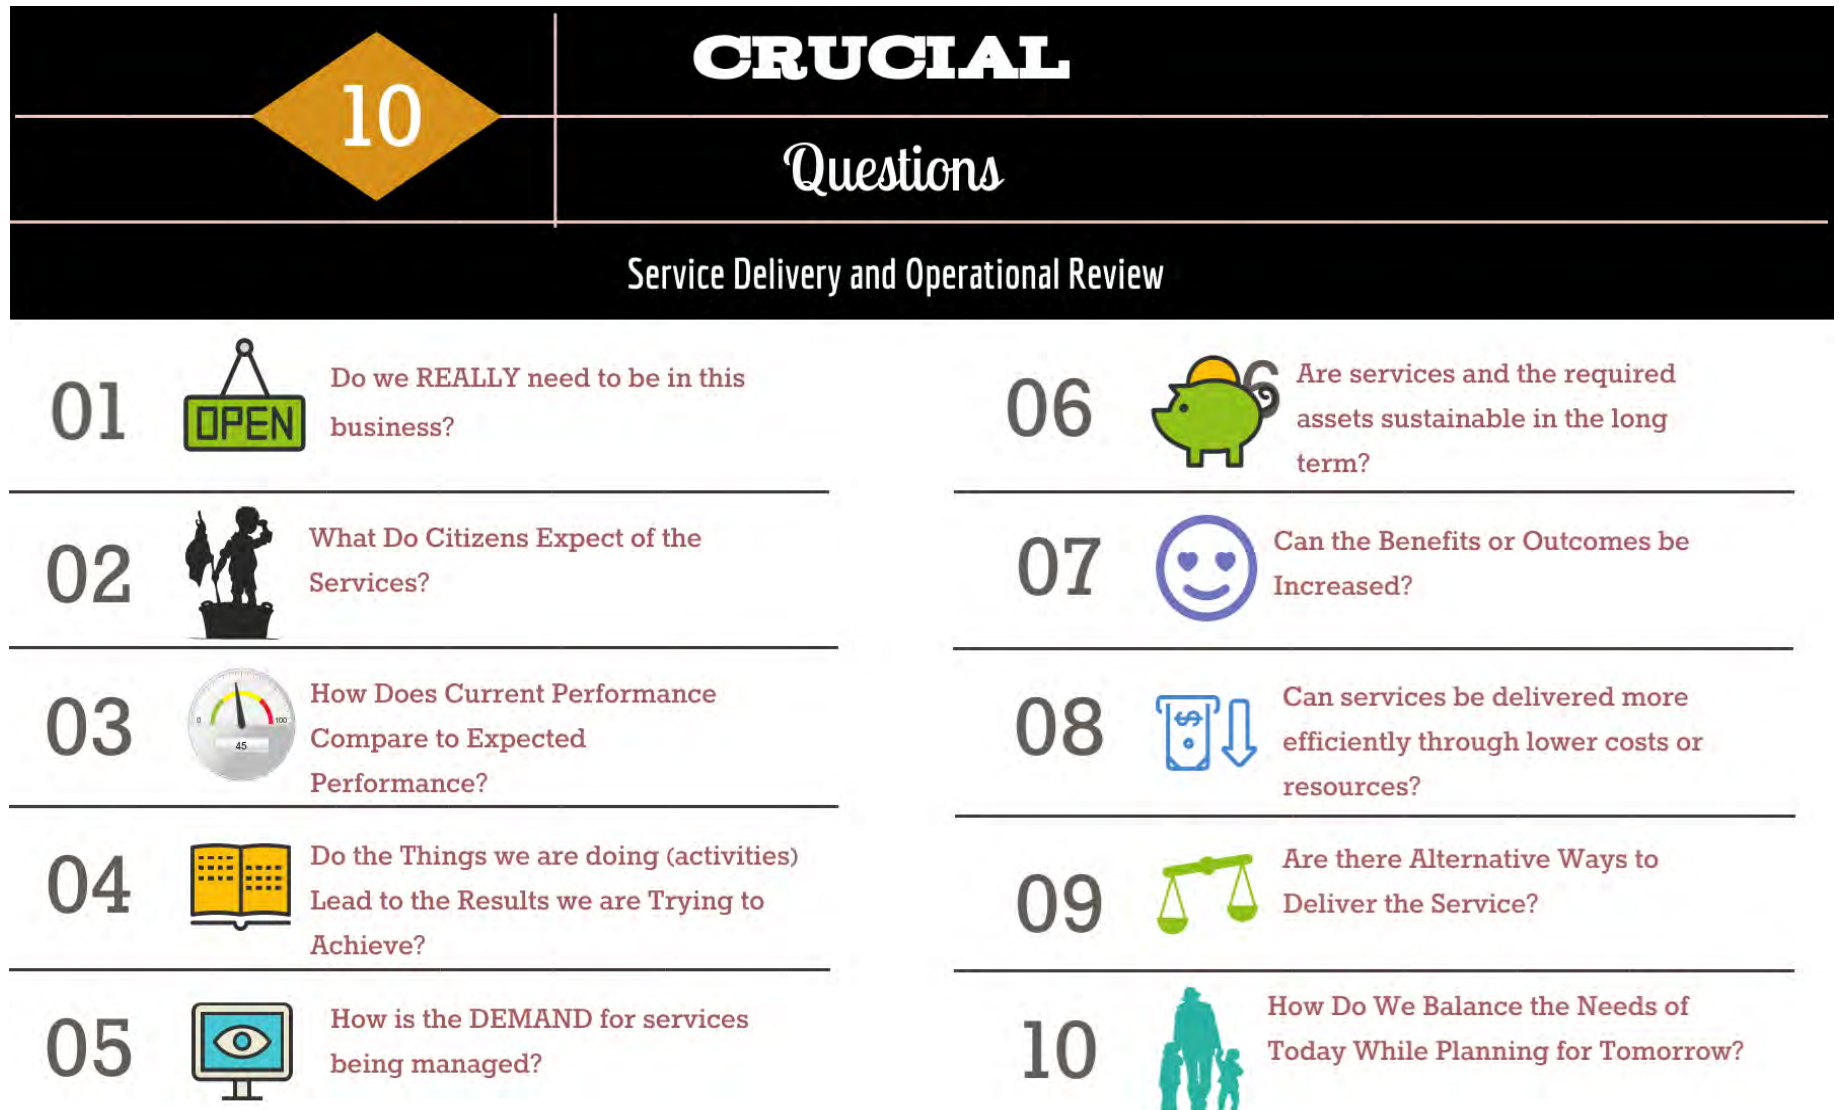 10
CRUCIAL
Questions
Service Delivery and Operational Review
01
OPEN
Do we REALLY need to be in this
business?
02
What Do Citizens Expect of the
Services?
03
0
100
45
How Does Current Performance
Compare to Expected
Performance?
04
Do the Things we are doing (activities)
Lead to the Results we are Trying to
Achieve?
05
How is the DEMAND for services
being managed?
06
6
Are services and the required
assets sustainable in the long
term?
07
Can the Benefits or Outcomes be
Increased?
08
$
Can services be delivered more
efficiently through lower costs or
resources?
09
Are there Alternative Ways to
Deliver the Service?
10
How Do We Balance the Needs of
Today While Planning for Tomorrow?